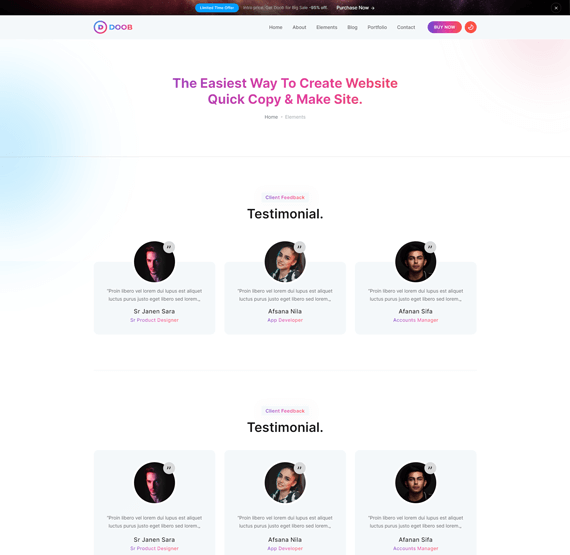 Limited Time Offer Intro price. Get Doob for Big Sale -95% off. Purchase Now →
DOOB
Home About Elements Blog Portfolio Contact BUY NOW
The Easiest Way To Create Website
Quick Copy & Make Site.
Home Elements
Client Feedback
Testimonial.
"Proin libero vel lorem dui lupus est aliquet
luctus purus justo eget libero sed lorem.,,
Sr Janen Sara
Sr Product Designer
"Proin libero vel lorem dui lupus est aliquet
luctus purus justo eget libero sed lorem.,,
Afsana Nila
App Developer
"Proin libero vel lorem dui lupus est aliquet
luctus purus justo eget libero sed lorem.,,
Afanan Sifa
Accounts Manager
Client Feedback
Testimonial.
"Proin libero vel lorem dui lupus est aliquet
luctus purus justo eget libero sed lorem.,,
Sr Janen Sara
Sr Product Designer
"Proin libero vel lorem dui lupus est aliquet
luctus purus justo eget libero sed lorem.,,
Afsana Nila
App Developer
"Proin libero vel lorem dui lupus est aliquet
luctus purus justo eget libero sed lorem.,,
Afanan Sifa
Accounts Manager